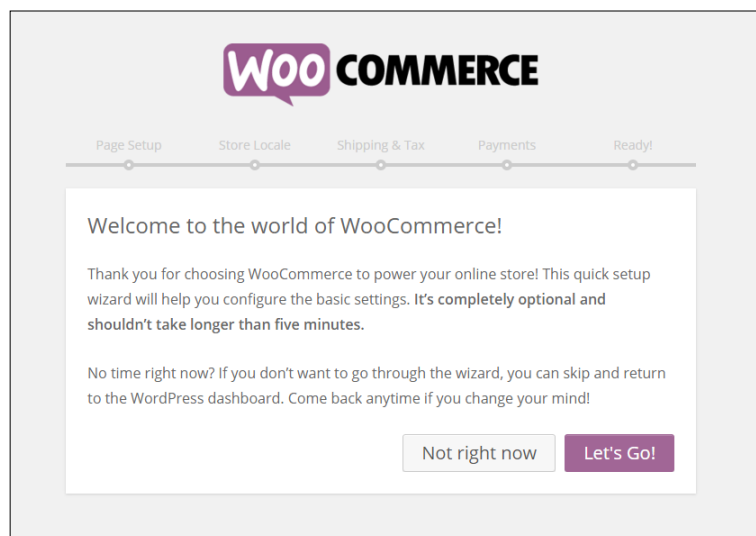 WOO COMMERCE
Page Setup Store Locale Shipping & Tax Payments Ready!
Welcome to the world of WooCommerce!
Thank you for choosing WooCommerce to power your online store! This quick setup
wizard will help you configure the basic settings. It’s completely optional and
shouldn’t take longer than five minutes.
No time right now? If you don’t want to go through the wizard, you can skip and return
to the WordPress dashboard. Come back anytime if you change your mind!
Not right now Let's Go!